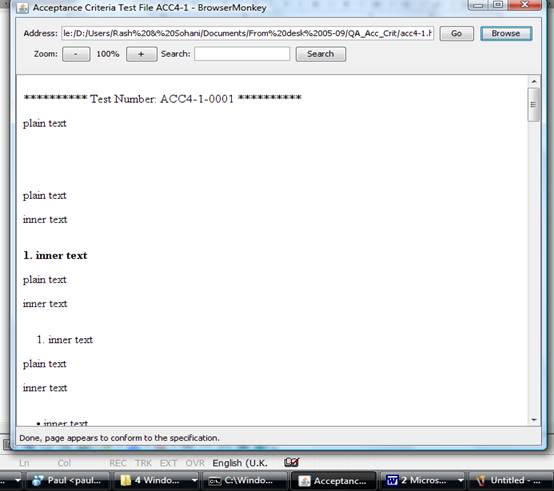 Acceptance Criteria Test File ACC4-1 - BrowserMonkey
Address: le:/D:/Users/Rash%20&%20Sohani/Documents/From%20desk%2005-09/QA_Acc_Crit/acc4-1.h Go Browse
Zoom: - 100% + Search: Search
********** Test Number: ACC4-1-0001 **********
plain text
plain text
inner text
1. inner text
plain text
inner text
1. inner text
plain text
inner text
• inner text
Done, page appears to conform to the specification.
Ln Col REC TRK EXT OVR English (U.K.
Paul <paul... 4 Windo... C:\Windo... Acceptanc... 2 Micros... Untitled - ...